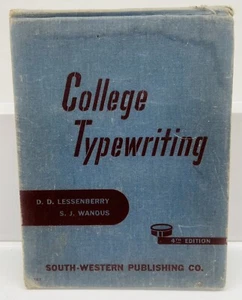 College
Typewriting
D. D. LESSENBERRY
S. J. WANOUS
4TH EDITION
SOUTH-WESTERN PUBLISHING CO.